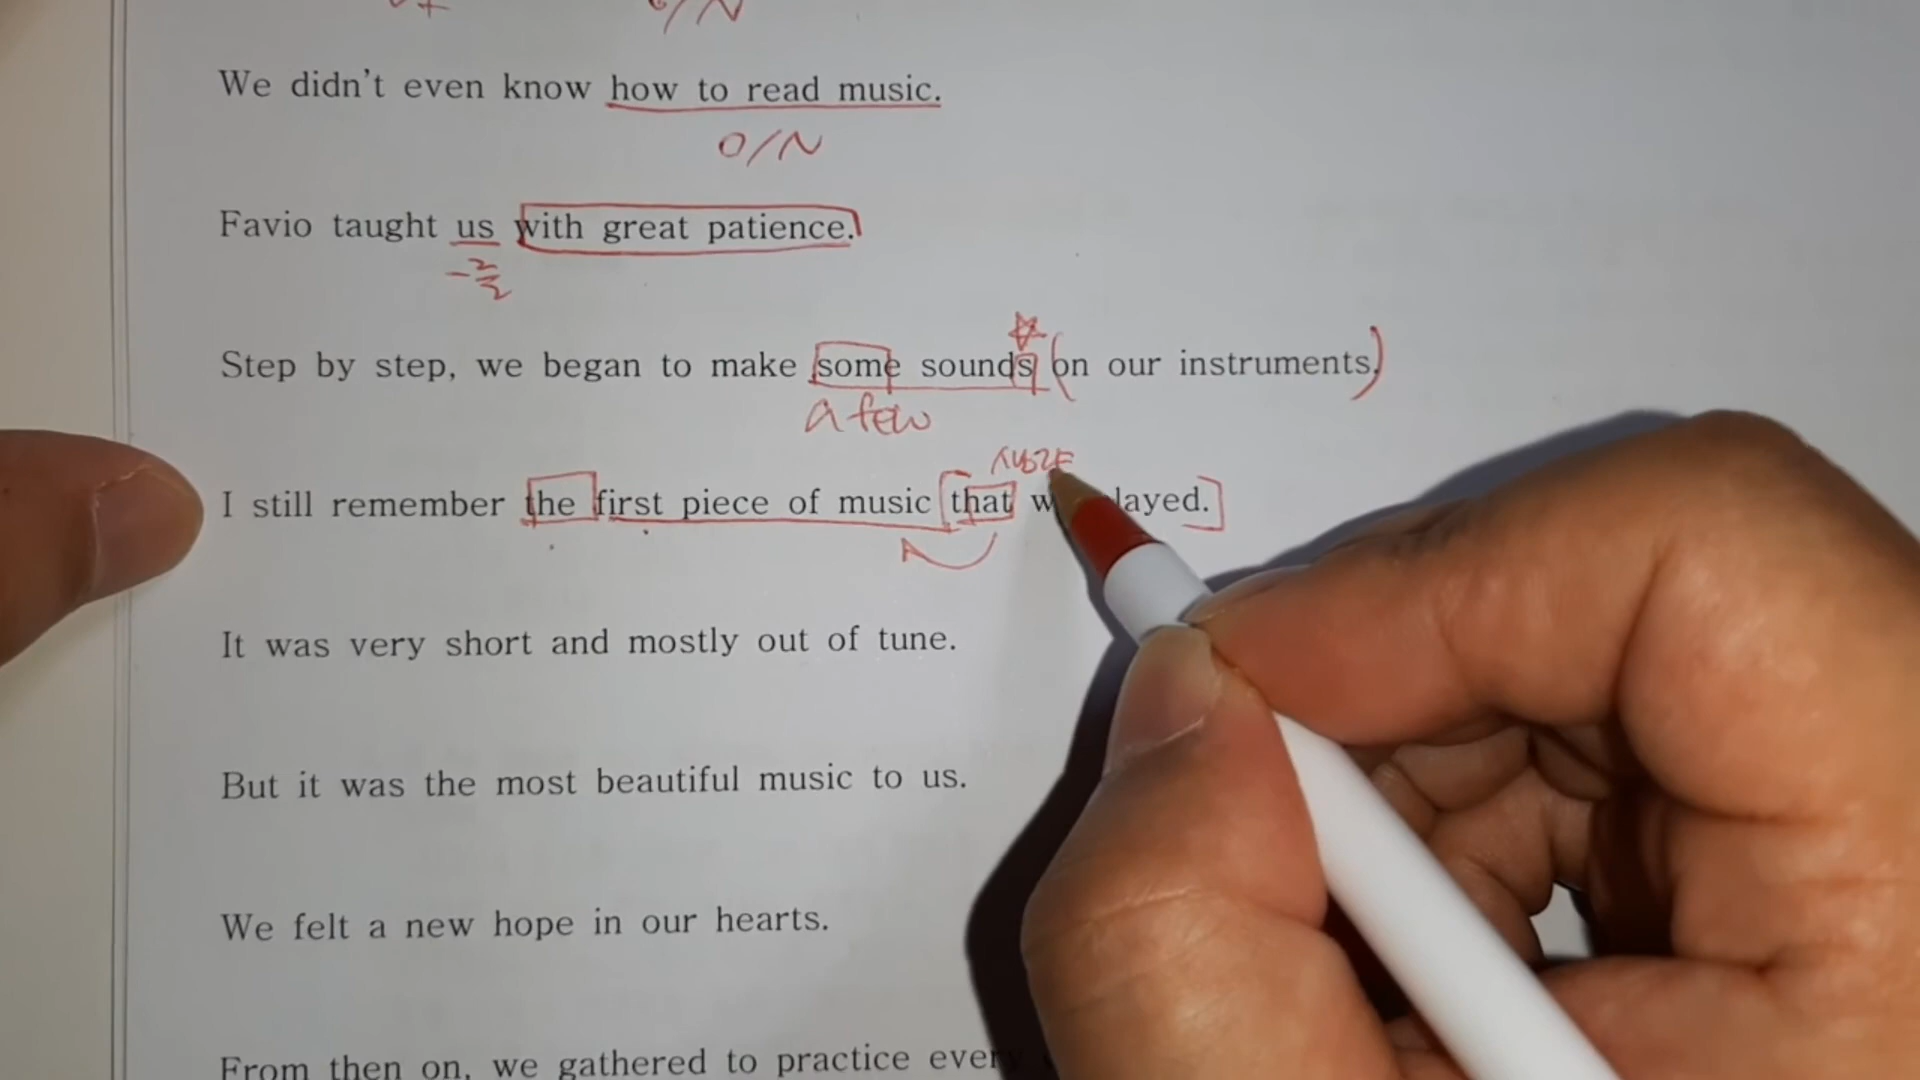 We didn't even know how to read music.
O/N
Favio taught us with great patience.
Step by step, we began to make some sounds on our instruments.
a few
I still remember the first piece of music that layed.
It was very short and mostly out of tune.
But it was the most beautiful music to us.
We felt a new hope in our hearts.
From then on, we gathered to practice every